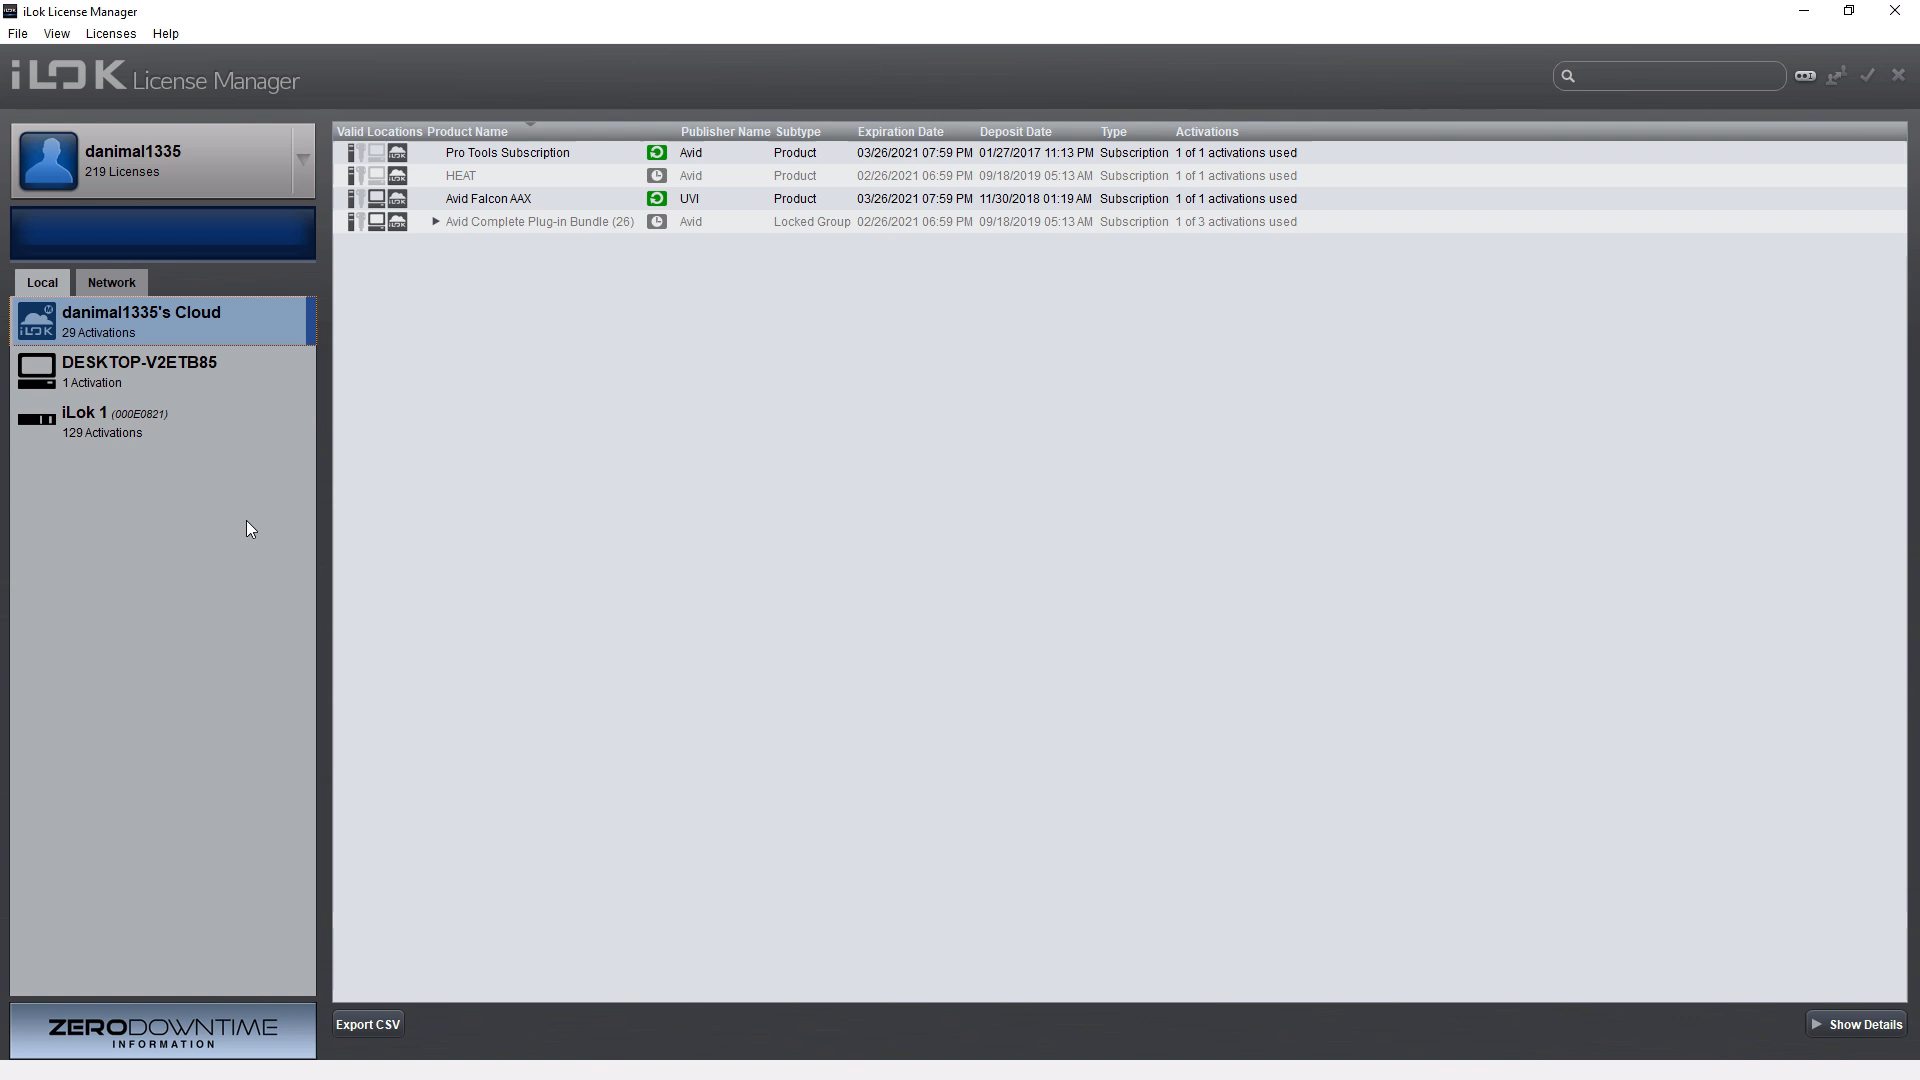 iLok License Manager
File View Licenses Help
iLOK License Manager
danimal1335
219 Licenses
Local Network
danimal1335's Cloud
29 Activations
DESKTOP-V2ETB85
1 Activation
iLok 1 (000E0821)
129 Activations
ZERODOWNTIME
INFORMATION
Valid Locations Product Name Publisher Name Subtype Expiration Date Deposit Date Type Activations
Pro Tools Subscription Avid Product 03/26/2021 07:59 PM 01/27/2017 11:13 PM Subscription 1 of 1 activations used
HEAT Avid Product 02/26/2021 06:59 PM 09/18/2019 05:13 AM Subscription 1 of 1 activations used
Avid Falcon AAX UVI Product 03/26/2021 07:59 PM 11/30/2018 01:19 AM Subscription 1 of 1 activations used
Avid Complete Plug-in Bundle (26) Avid Locked Group 02/26/2021 06:59 PM 09/18/2019 05:13 AM Subscription 1 of 3 activations used
Export CSV
Show Details